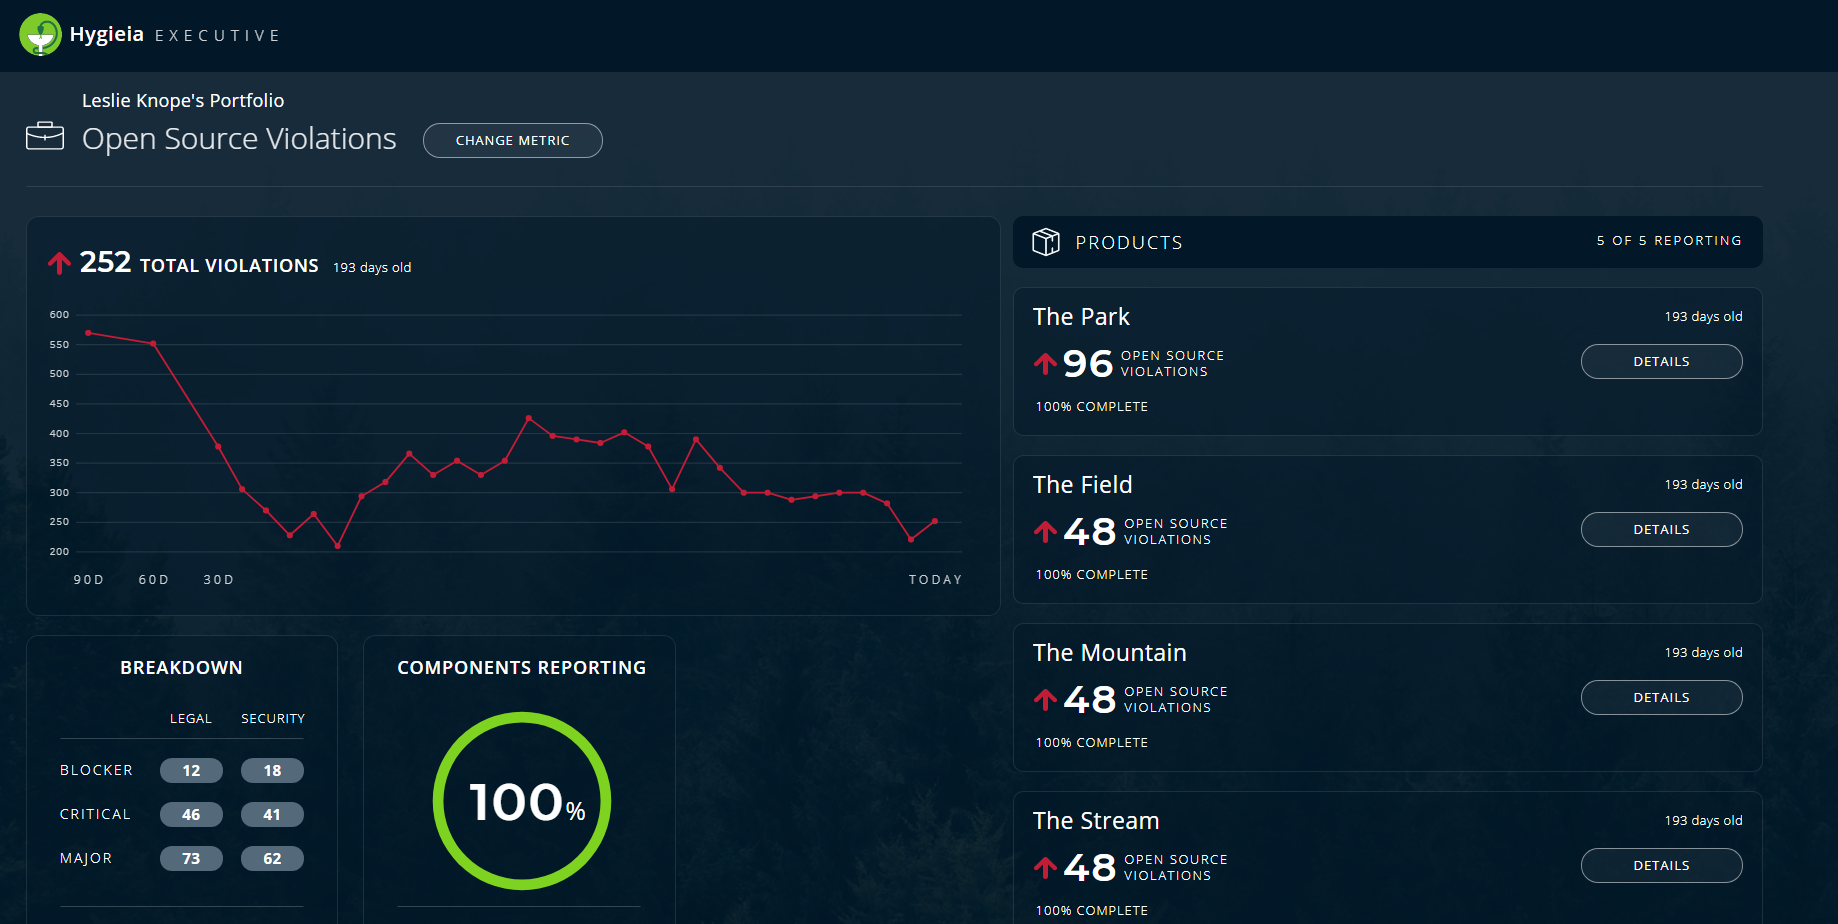 Hygieia EXECUTIVE
Leslie Knope's Portfolio
Open Source Violations
CHANGE METRIC
252 TOTAL VIOLATIONS 193 days old
600
550
500
450
400
350
300
250
200
90D 60D 30D TODAY
BREAKDOWN
LEGAL SECURITY
BLOCKER 12 18
CRITICAL 46 41
MAJOR 73 62
COMPONENTS REPORTING
100%
PRODUCTS 5 OF 5 REPORTING
The Park 193 days old
96 OPEN SOURCE
VIOLATIONS
DETAILS
100% COMPLETE
The Field 193 days old
48 OPEN SOURCE
VIOLATIONS
DETAILS
100% COMPLETE
The Mountain 193 days old
48 OPEN SOURCE
VIOLATIONS
DETAILS
100% COMPLETE
The Stream 193 days old
48 OPEN SOURCE
VIOLATIONS
DETAILS
100% COMPLETE